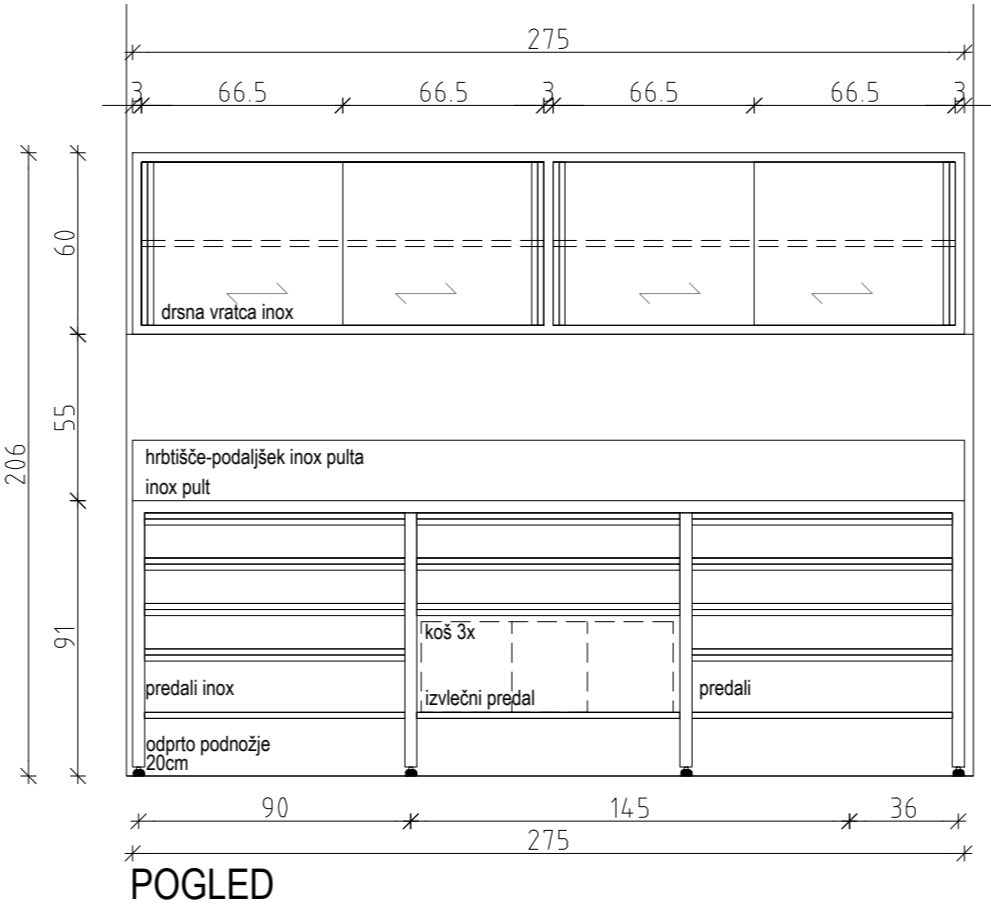 275
3 66.5 66.5 3 66.5 66.5 3
60
drsna vratca inox
55
206
hrbtišče-podaljšek inox pulta
inox pult
91
koš 3x
predali inox
izvlečni predal
predali
odprto podnožje
20cm
90 145 36
275
POGLED